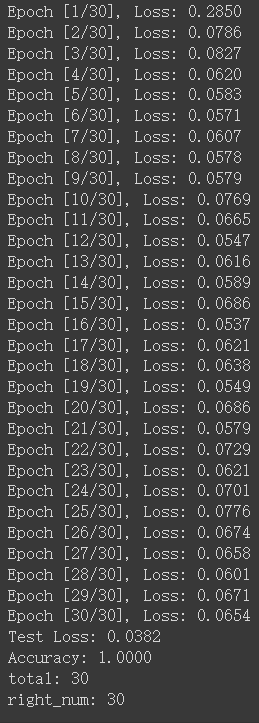 Epoch [1/30], Loss: 0.2850
Epoch [2/30], Loss: 0.0786
Epoch [3/30], Loss: 0.0827
Epoch [4/30], Loss: 0.0620
Epoch [5/30], Loss: 0.0583
Epoch [6/30], Loss: 0.0571
Epoch [7/30], Loss: 0.0607
Epoch [8/30], Loss: 0.0578
Epoch [9/30], Loss: 0.0579
Epoch [10/30], Loss: 0.0769
Epoch [11/30], Loss: 0.0665
Epoch [12/30], Loss: 0.0547
Epoch [13/30], Loss: 0.0616
Epoch [14/30], Loss: 0.0589
Epoch [15/30], Loss: 0.0686
Epoch [16/30], Loss: 0.0537
Epoch [17/30], Loss: 0.0621
Epoch [18/30], Loss: 0.0638
Epoch [19/30], Loss: 0.0549
Epoch [20/30], Loss: 0.0686
Epoch [21/30], Loss: 0.0579
Epoch [22/30], Loss: 0.0729
Epoch [23/30], Loss: 0.0621
Epoch [24/30], Loss: 0.0701
Epoch [25/30], Loss: 0.0776
Epoch [26/30], Loss: 0.0674
Epoch [27/30], Loss: 0.0658
Epoch [28/30], Loss: 0.0601
Epoch [29/30], Loss: 0.0671
Epoch [30/30], Loss: 0.0654
Test Loss: 0.0382
Accuracy: 1.0000
total: 30
right_num: 30